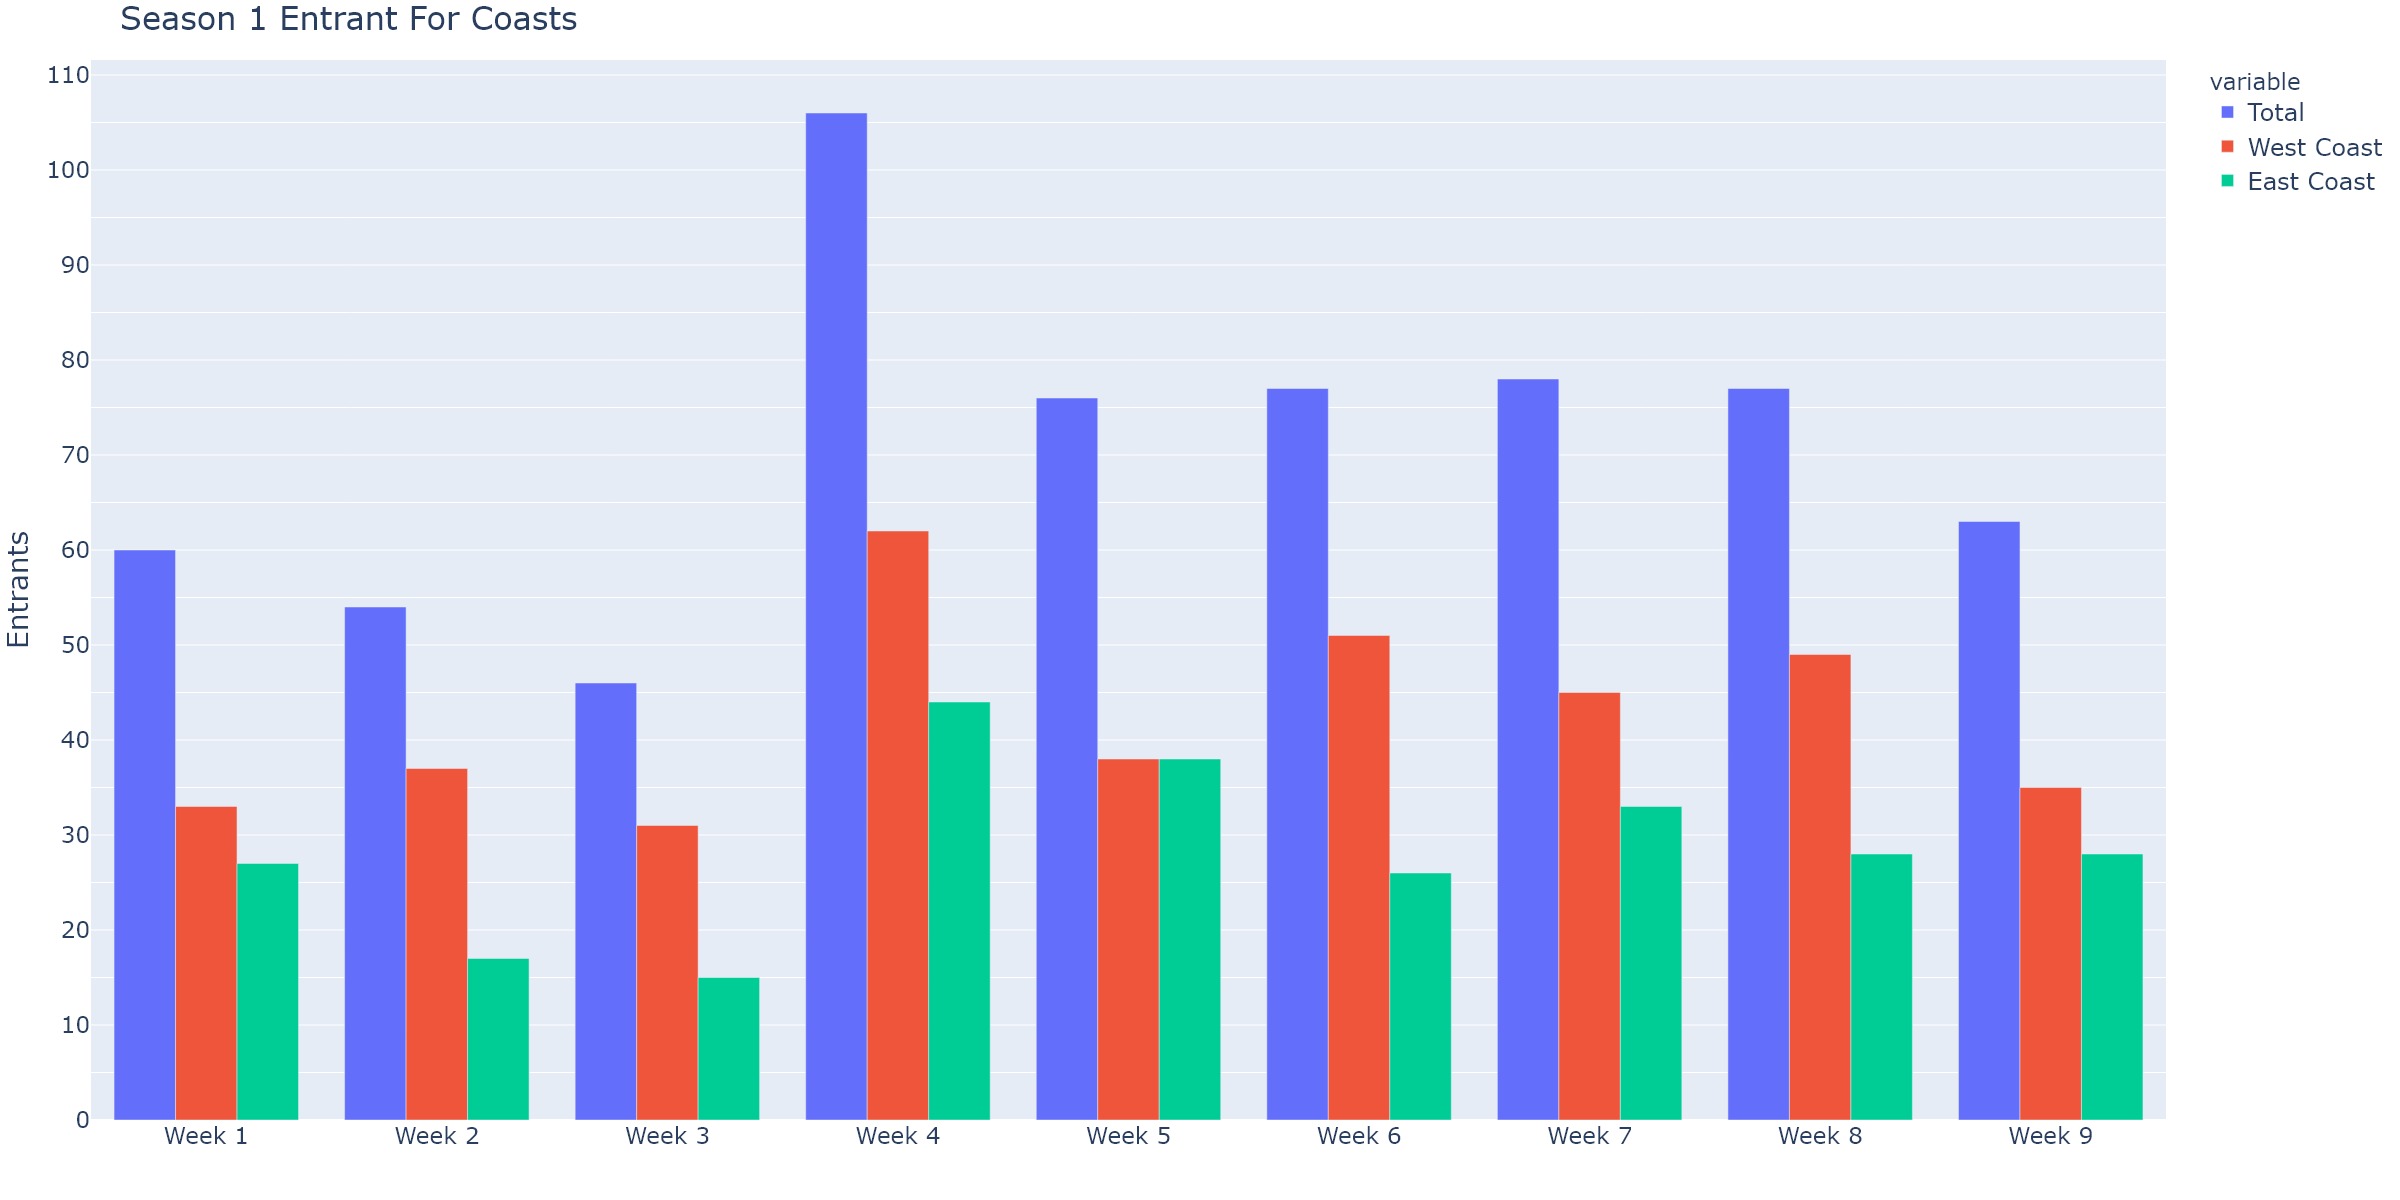 Season 1 Entrant For Coasts
variable
Total
West Coast
East Coast
Entrants
110
100
90
80
70
60
50
40
30
20
10
0
Week 1
Week 2
Week 3
Week 4
Week 5
Week 6
Week 7
Week 8
Week 9